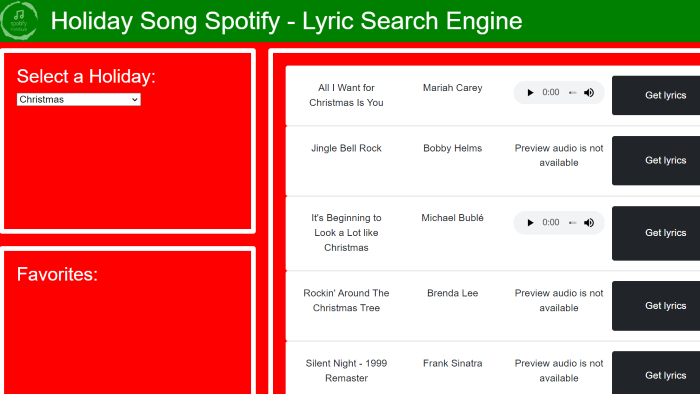 Holiday Song Spotify - Lyric Search Engine
Select a Holiday:
Christmas
Favorites:
All I Want for
Christmas Is You
Mariah Carey
0:00
Get lyrics
Jingle Bell Rock
Bobby Helms
Preview audio is not
available
Get lyrics
It's Beginning to
Look a Lot like
Christmas
Michael Bublé
0:00
Get lyrics
Rockin' Around The
Christmas Tree
Brenda Lee
Preview audio is not
available
Get lyrics
Silent Night - 1999
Remaster
Frank Sinatra
Preview audio is not
available
Get lyrics